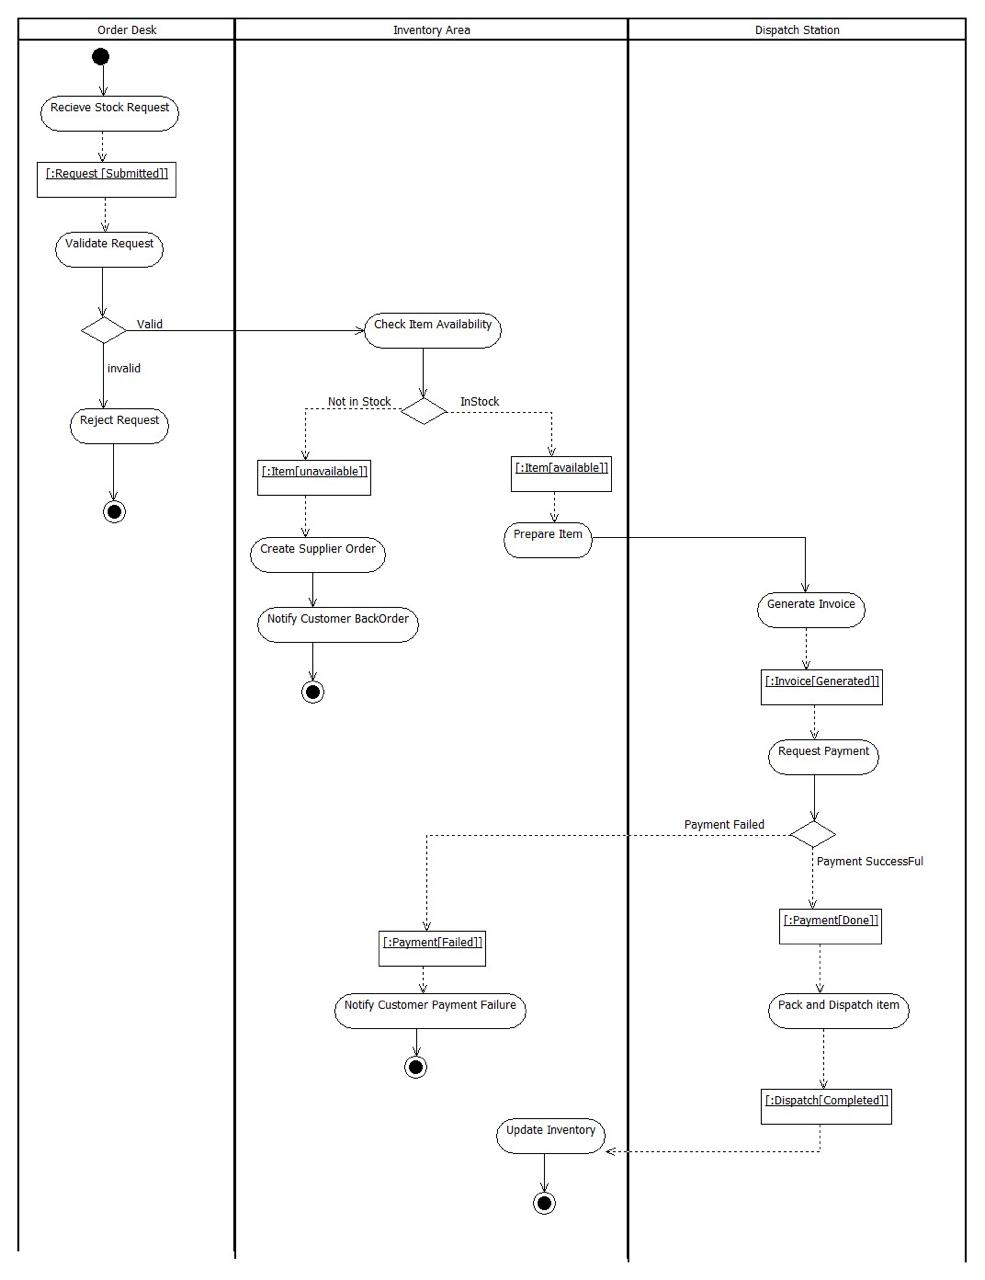 Order Desk
Inventory Area
Dispatch Station
Recieve Stock Request
[:Request [Submitted]]
Validate Request
Valid
Check Item Availability
invalid
Not in Stock
InStock
Reject Request
[:Item[unavailable]]
[:Item[available]]
Prepare Item
Create Supplier Order
Generate Invoice
Notify Customer BackOrder
[:Invoice[Generated]]
Request Payment
Payment Failed
Payment SuccessFul
[:Payment[Done]]
[:Payment[Failed]]
Notify Customer Payment Failure
Pack and Dispatch item
[:Dispatch[Completed]]
Update Inventory